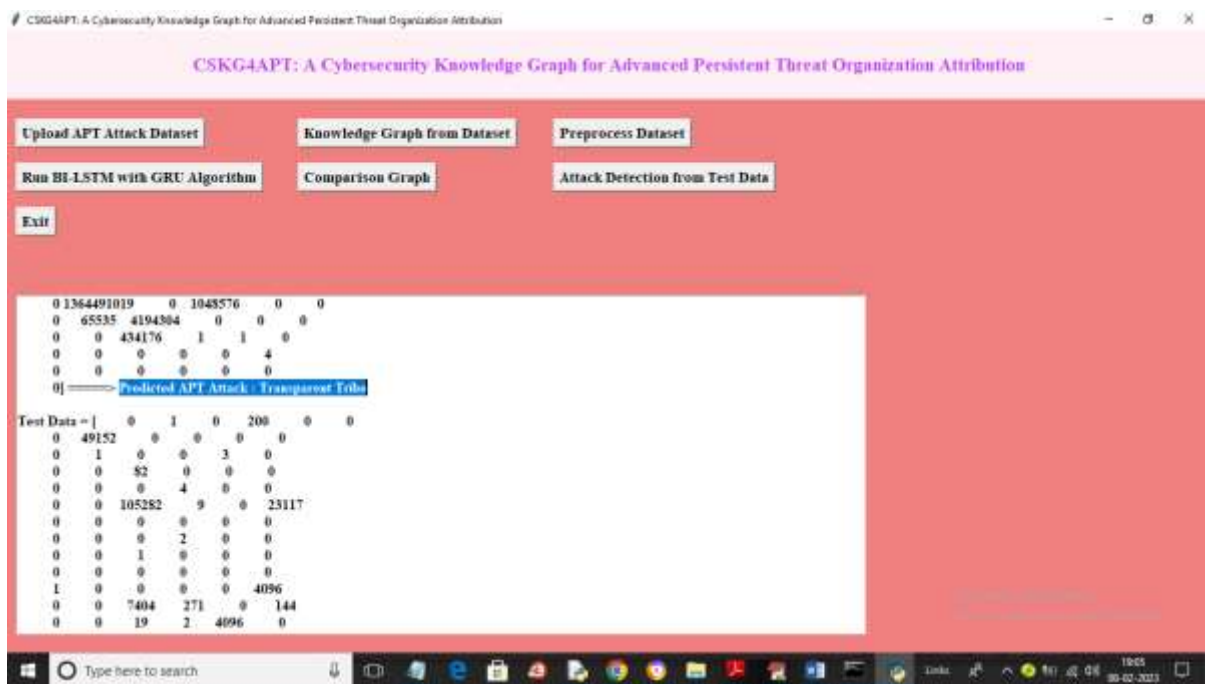 CSKG4APT: A Cybersecurity Knowledge Graph for Advanced Persistent Threat Organization Attribution
CSKG4APT: A Cybersecurity Knowledge Graph for Advanced Persistent Threat Organization Attribution
Upload APT Attack Dataset
Knowledge Graph from Dataset
Preprocess Dataset
Run BI-LSTM with GRU Algorithm
Comparison Graph
Attack Detection from Test Data
Exit
0 1364491019 0 1048576 0 0
0 65535 4194304 0 0 0
0 0 434176 1 1 0
0 0 0 0 0 4
0 0 0 0 0 0
0] =====> Predicted APT Attack : Transparent Tribe
Test Data = [ 0 1 0 200 0 0
0 49152 0 0 0 0
0 1 0 0 3 0
0 0 82 0 0 0
0 0 0 4 0 0
0 0 105282 9 0 23117
0 0 0 0 0 0
0 0 0 2 0 0
0 0 1 0 0 0
0 0 0 0 0 0
1 0 0 0 0 4096
0 0 7404 271 0 144
0 0 19 2 4096 0
Type here to search
Links
19:05
08-02-2023